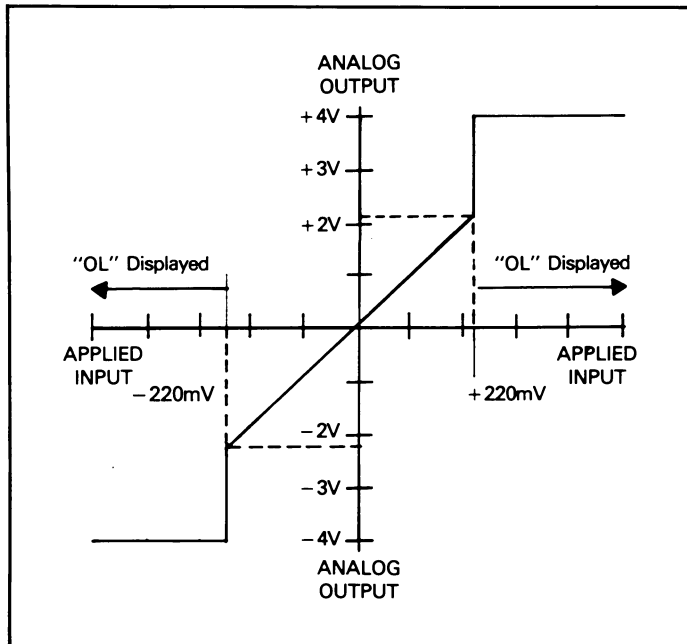 ANALOG
OUTPUT
+4V
+3V
+2V
"OL" Displayed
"OL" Displayed
APPLIED
INPUT
APPLIED
INPUT
−220mV
+220mV
−2V
−3V
−4V
ANALOG
OUTPUT